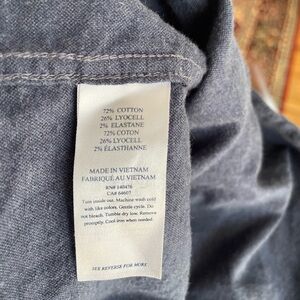 72% COTTON
26% LYOCELL
2% ELASTANE
72% COTON
26% LYOCELL
2% ÉLASTHANNE
MADE IN VIETNAM
FABRIQUÉ AU VIETNAM
RN# 140476
CA# 64607
Turn inside out. Machine wash cold
with like colors. Gentle cycle. Do
not bleach. Tumble dry low. Remove
promptly. Cool iron when needed.
SEE REVERSE FOR MORE